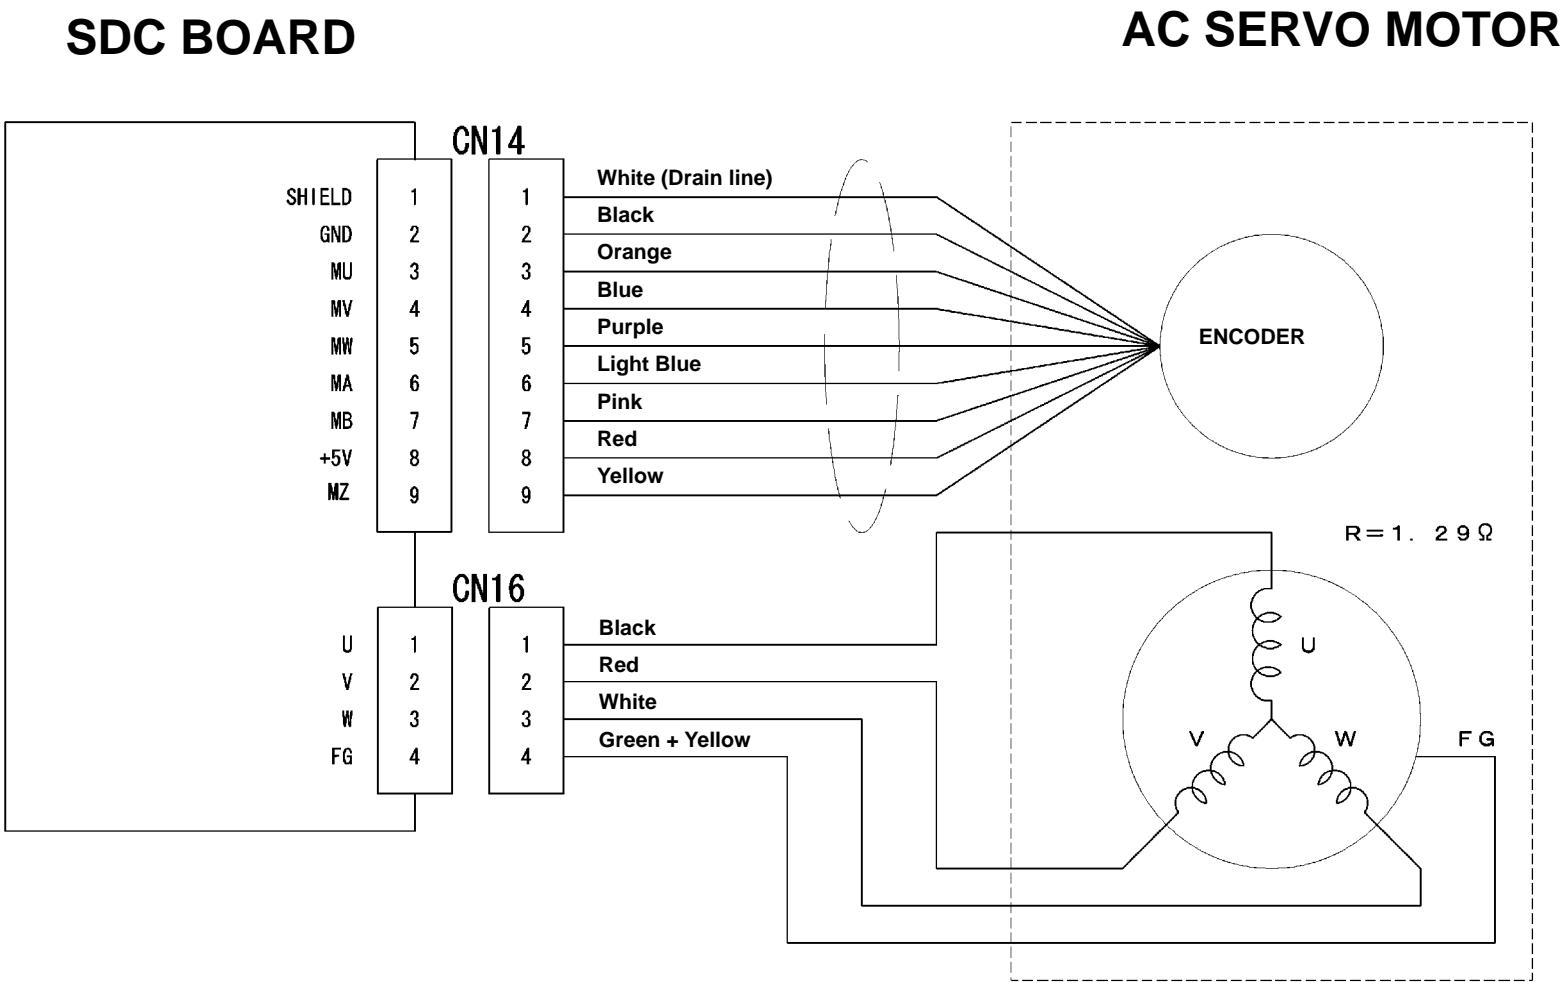 SDC BOARD
AC SERVO MOTOR
CN14
SHIELD 1 1 White (Drain line)
GND 2 2 Black
MU 3 3 Orange
MV 4 4 Blue
MW 5 5 Purple
MA 6 6 Light Blue
MB 7 7 Pink
+5V 8 8 Red
MZ 9 9 Yellow
ENCODER
R=1. 29Ω
CN16
U 1 1 Black
V 2 2 Red
W 3 3 White
FG 4 4 Green + Yellow
U
V
W
FG